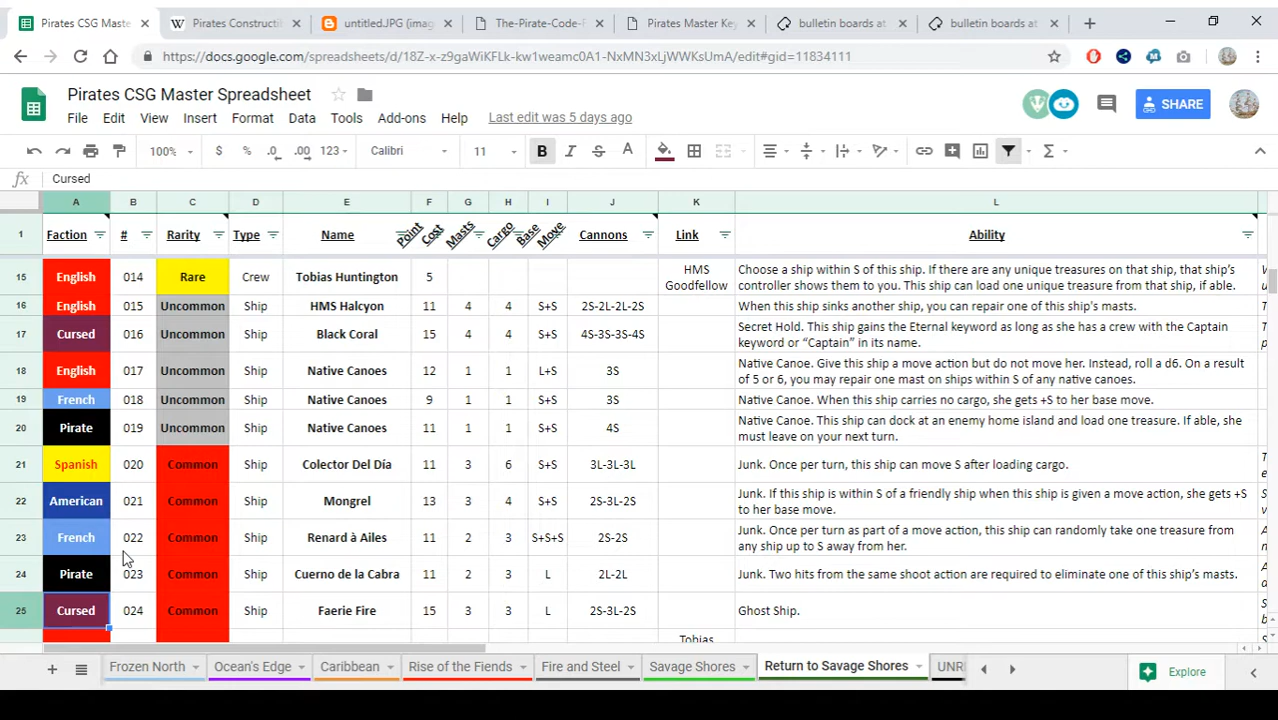 Pirates CSG Mast
Pirates Constructi
untitled.JPG (imag
The-Pirate-Code-F
Pirates Master Key
bulletin boards at
bulletin boards at
https://docs.google.com/spreadsheets/d/18Z-x-z9gaWiKFLk-kw1weamc0A1-NxMN3xLjWWKsUmA/edit#gid=11834111
Pirates CSG Master Spreadsheet
SHARE
File Edit View Insert Format Data Tools Add-ons Help Last edit was 5 days ago
100% $ % .0 .00 123 Calibri 11 B I S A
fx Cursed
A B C D E F G H I J K L
1 Faction # Rarity Type Name Point Cost Masts Cargo Base Move Cannons Link Ability
15 English 014 Rare Crew Tobias Huntington 5 HMS Goodfellow Choose a ship within S of this ship. If there are any unique treasures on that ship, that ship's
controller shows them to you. This ship can load one unique treasure from that ship, if able.
16 English 015 Uncommon Ship HMS Halcyon 11 4 4 S+S 2S-2L-2L-2S When this ship sinks another ship, you can repair one of this ship's masts.
17 Cursed 016 Uncommon Ship Black Coral 15 4 4 S+S 4S-3S-3S-4S Secret Hold. This ship gains the Eternal keyword as long as she has a crew with the Captain
keyword or "Captain" in its name.
18 English 017 Uncommon Ship Native Canoes 12 1 1 L+S 3S Native Canoe. Give this ship a move action but do not move her. Instead, roll a d6. On a result
of 5 or 6, you may repair one mast on ships within S of any native canoes.
19 French 018 Uncommon Ship Native Canoes 9 1 1 S+S 3S Native Canoe. When this ship carries no cargo, she gets +S to her base move.
20 Pirate 019 Uncommon Ship Native Canoes 11 1 1 S+S 4S Native Canoe. This ship can dock at an enemy home island and load one treasure. If able, she
must leave on your next turn.
21 Spanish 020 Common Ship Colector Del Día 11 3 6 S+S 3L-3L-3L Junk. Once per turn, this ship can move S after loading cargo.
22 American 021 Common Ship Mongrel 13 3 4 S+S 2S-3L-2S Junk. If this ship is within S of a friendly ship when this ship is given a move action, she gets +S
to her base move.
23 French 022 Common Ship Renard à Ailes 11 2 3 S+S+S 2S-2S Junk. Once per turn as part of a move action, this ship can randomly take one treasure from
any ship up to S away from her.
24 Pirate 023 Common Ship Cuerno de la Cabra 11 2 3 L 2L-2L Junk. Two hits from the same shoot action are required to eliminate one of this ship's masts.
25 Cursed 024 Common Ship Faerie Fire 15 3 3 L 2S-3L-2S Ghost Ship.
Tobias
Frozen North Ocean's Edge Caribbean Rise of the Fiends Fire and Steel Savage Shores Return to Savage Shores UNR Explore